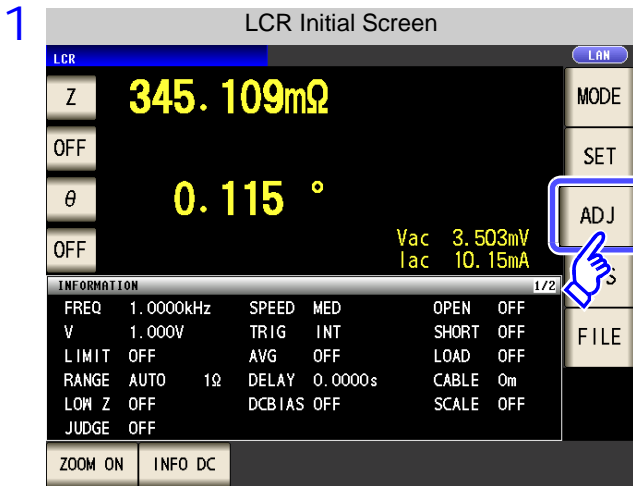 1
LCR Initial Screen
LCR
LAN
Z 345.109mΩ
MODE
OFF
SET
θ 0.115 °
ADJ
OFF
Vac 3.503mV
Iac 10.15mA
S
INFORMATION 1/2
FREQ 1.0000kHz SPEED MED OPEN OFF
V 1.000V TRIG INT SHORT OFF
FILE
LIMIT OFF AVG OFF LOAD OFF
RANGE AUTO 1Ω DELAY 0.0000s CABLE 0m
LOW Z OFF DCBIAS OFF SCALE OFF
JUDGE OFF
ZOOM ON INFO DC